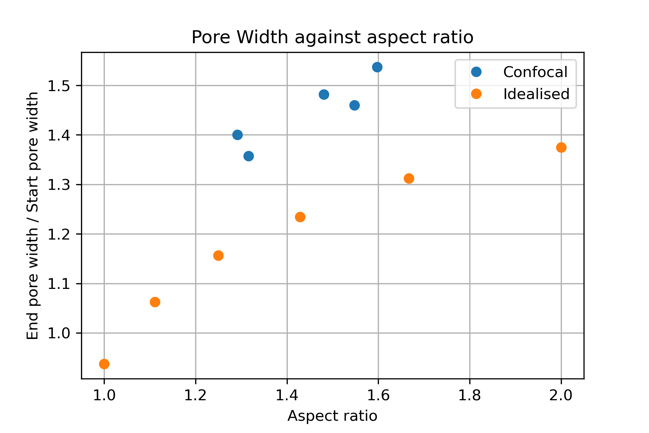 Pore Width against aspect ratio
End pore width / Start pore width
1.5
1.4
1.3
1.2
1.1
1.0
Confocal
Idealised
1.0 1.2 1.4 1.6 1.8 2.0
Aspect ratio